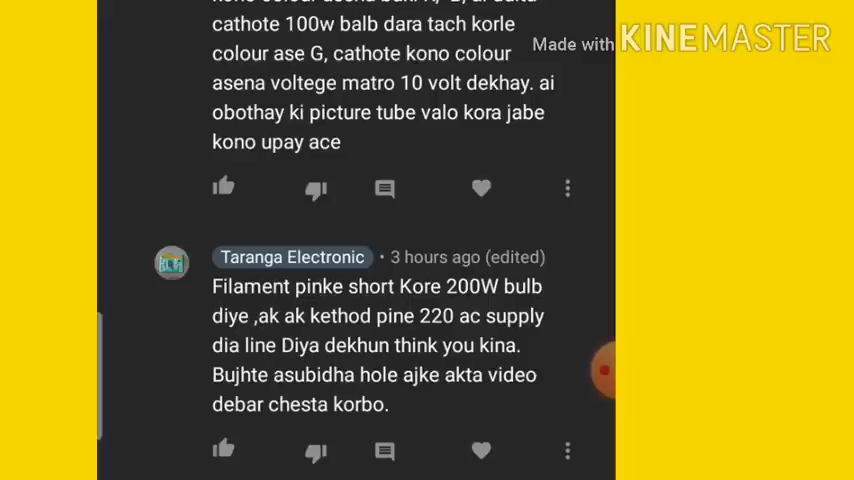 cathote 100w balb dara tach korle
colour ase G, cathote kono colour
asena voltege matro 10 volt dekhay. ai
obothay ki picture tube valo kora jabe
kono upay ace
Made with KINEMASTER
Taranga Electronic • 3 hours ago (edited)
Filament pinke short Kore 200W bulb
diye ,ak ak kethod pine 220 ac supply
dia line Diya dekhun think you kina.
Bujhte asubidha hole ajke akta video
debar chesta korbo.